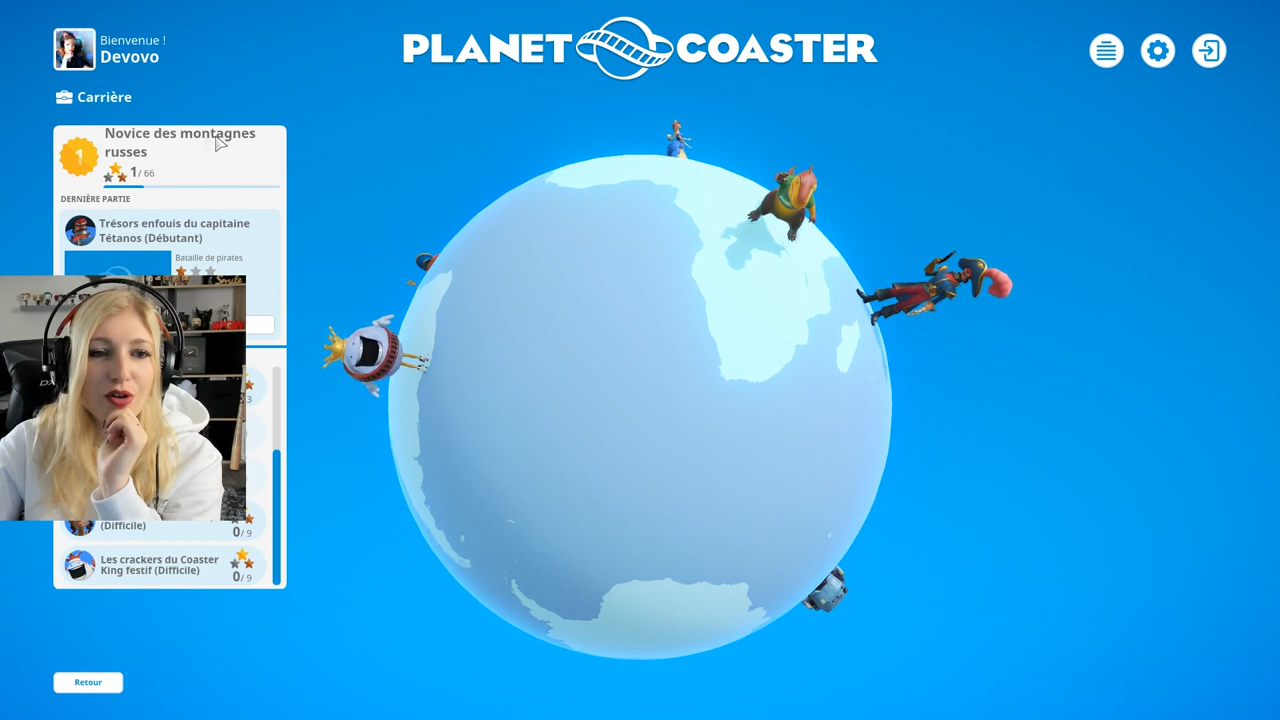 Bienvenue !
Devovo
PLANET COASTER
Carrière
1
Novice des montagnes
russes
1/ 66
DERNIÈRE PARTIE
Trésors enfouis du capitaine
Tétanos (Débutant)
Bataille de pirates
3
(Difficile)
0/ 9
Les crackers du Coaster
King festif (Difficile)
0/ 9
Retour